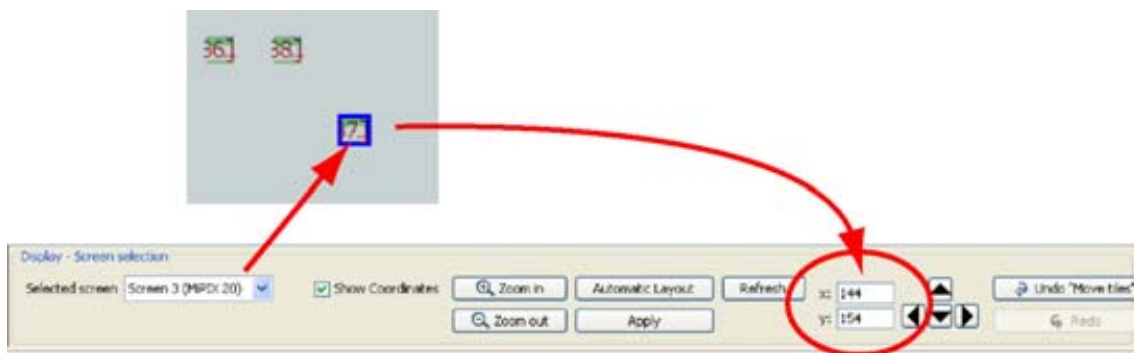 36.] 38.]
7.
Display - Screen selection
Selected screen Screen 3 (MiPIX 20) Show Coordinates Zoom in Automatic Layout Refresh x: 144 Undo "Move tiles"
Zoom out Apply y: 154 Redo